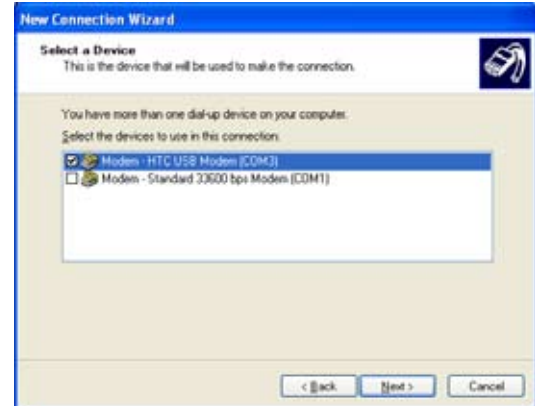 New Connection Wizard
Select a Device
This is the device that will be used to make the connection.
You have more than one dial-up device on your computer.
Select the devices to use in this connection:
Modem - HTC USB Modem (COM3)
Modem - Standard 33600 bps Modem (COM1)
< Back Next > Cancel